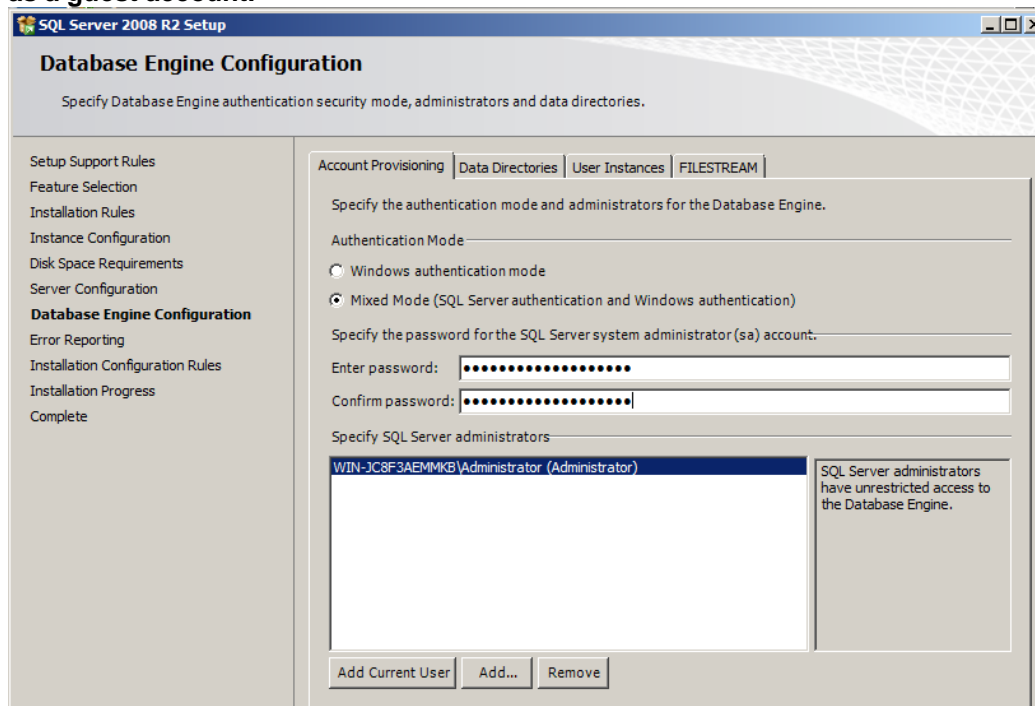 as a guest account.
SQL Server 2008 R2 Setup
Database Engine Configuration
Specify Database Engine authentication security mode, administrators and data directories.
Setup Support Rules
Feature Selection
Installation Rules
Instance Configuration
Disk Space Requirements
Server Configuration
Database Engine Configuration
Error Reporting
Installation Configuration Rules
Installation Progress
Complete
Account Provisioning Data Directories User Instances FILESTREAM
Specify the authentication mode and administrators for the Database Engine.
Authentication Mode
Windows authentication mode
Mixed Mode (SQL Server authentication and Windows authentication)
Specify the password for the SQL Server system administrator (sa) account.
Enter password: ●●●●●●●●●●●●●●●●●●●
Confirm password: ●●●●●●●●●●●●●●●●●●●
Specify SQL Server administrators
WIN-JC8F3AEMMKB\Administrator (Administrator)
SQL Server administrators
have unrestricted access to
the Database Engine.
Add Current User Add... Remove